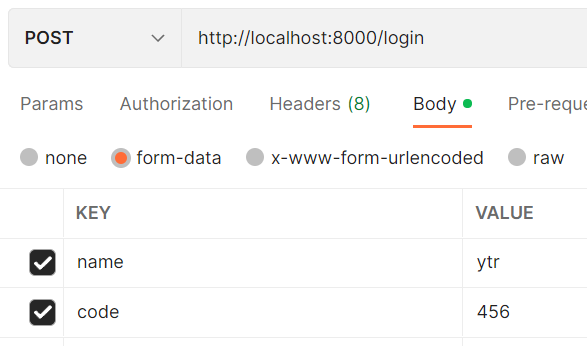 POST http://localhost:8000/login
Params Authorization Headers (8) Body Pre-reque
none form-data x-www-form-urlencoded raw
KEY VALUE
name ytr
code 456